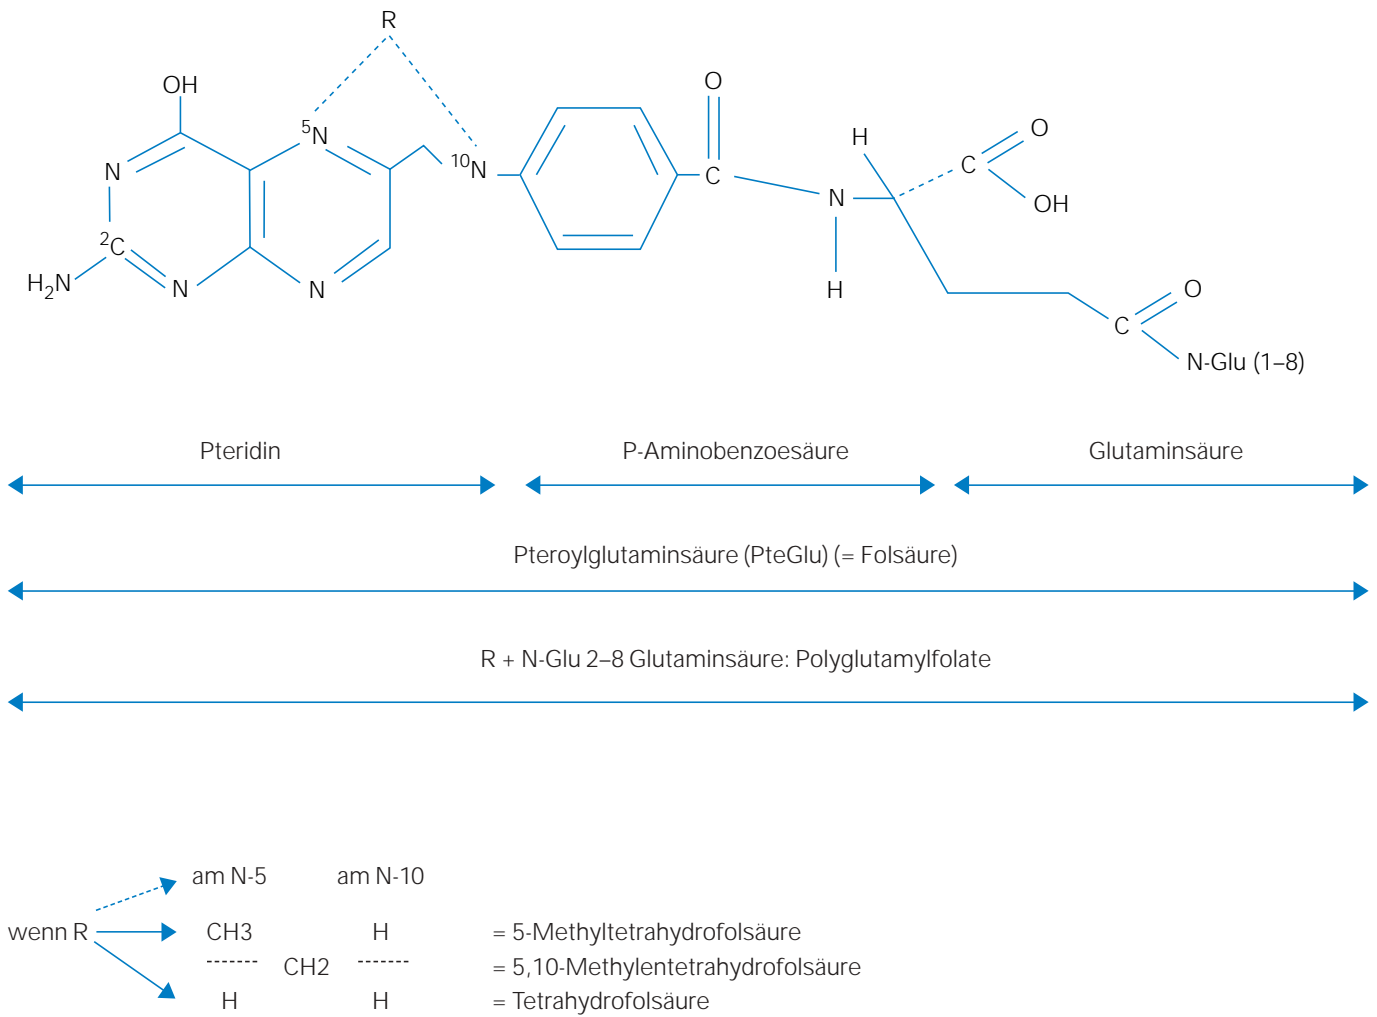 R
OH
O
5N
H
O
N
10N
C
C
N
OH
2C
H2N
N
N
H
O
C
N-Glu (1–8)
Pteridin
P-Aminobenzoesäure
Glutaminsäure
Pteroylglutaminsäure (PteGlu) (= Folsäure)
R + N-Glu 2–8 Glutaminsäure: Polyglutamylfolate
am N-5 am N-10
wenn R CH3 H = 5-Methyltetrahydrofolsäure
CH2 = 5,10-Methylentetrahydrofolsäure
H H = Tetrahydrofolsäure